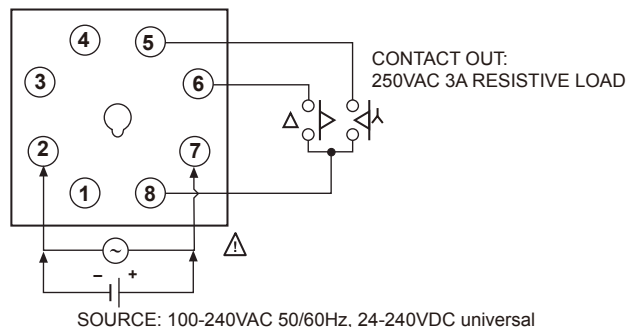 4 5
CONTACT OUT:
250VAC 3A RESISTIVE LOAD
3 6
2 7
1 8
~
- +
SOURCE: 100-240VAC 50/60Hz, 24-240VDC universal